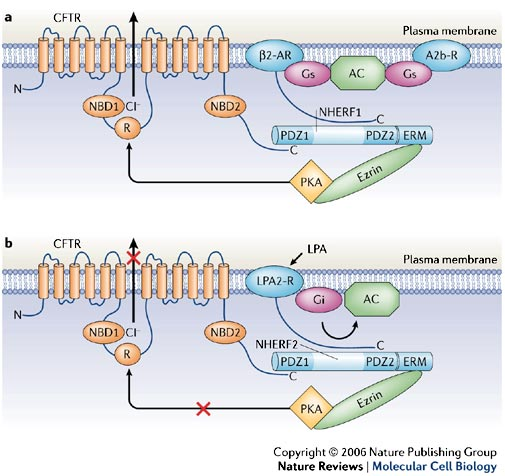 a
CFTR
Plasma membrane
β2-AR
A2b-R
Gs
AC
Gs
N
NBD1
Cl⁻
R
NBD2
NHERF1
C
PDZ1
PDZ2
ERM
C
PKA
Ezrin
b
CFTR
LPA
Plasma membrane
LPA2-R
Gi
AC
N
NBD1
Cl⁻
R
NBD2
NHERF2
C
PDZ1
PDZ2
ERM
C
PKA
Ezrin
Copyright © 2006 Nature Publishing Group
Nature Reviews | Molecular Cell Biology